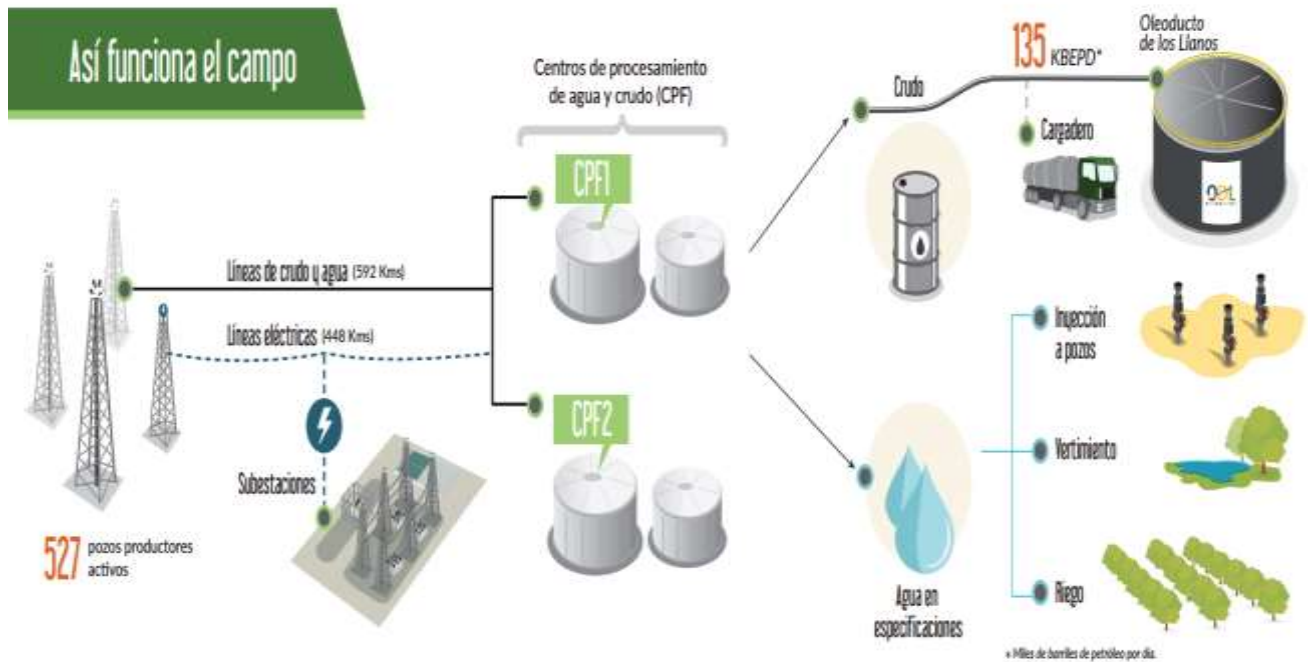 Así funciona el campo
Centros de procesamiento
de agua y crudo (CPF)
CPF1
CPF2
Líneas de crudo y agua (592 Kms)
Líneas eléctricas (448 Kms)
Subestaciones
527 pozos productores
activos
Crudo
135 KBEPD*
Oleoducto
de los Llanos
Cargadero
Agua en
especificaciones
Inyección
a pozos
Vertimiento
Riego
* Miles de barriles de petróleo por día.